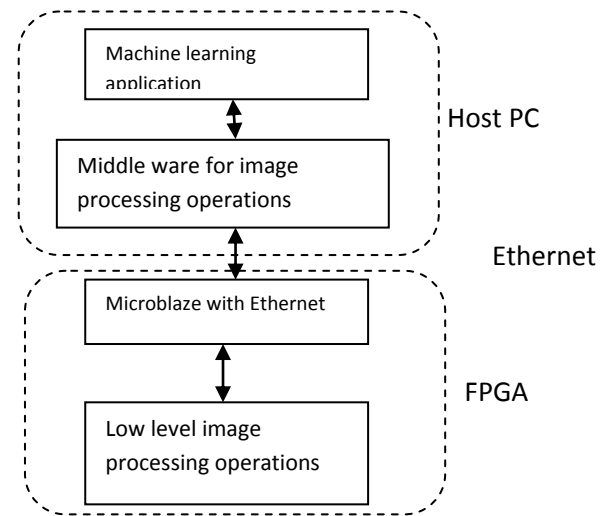 Machine learning
application
Host PC
Middle ware for image
processing operations
Ethernet
Microblaze with Ethernet
FPGA
Low level image
processing operations